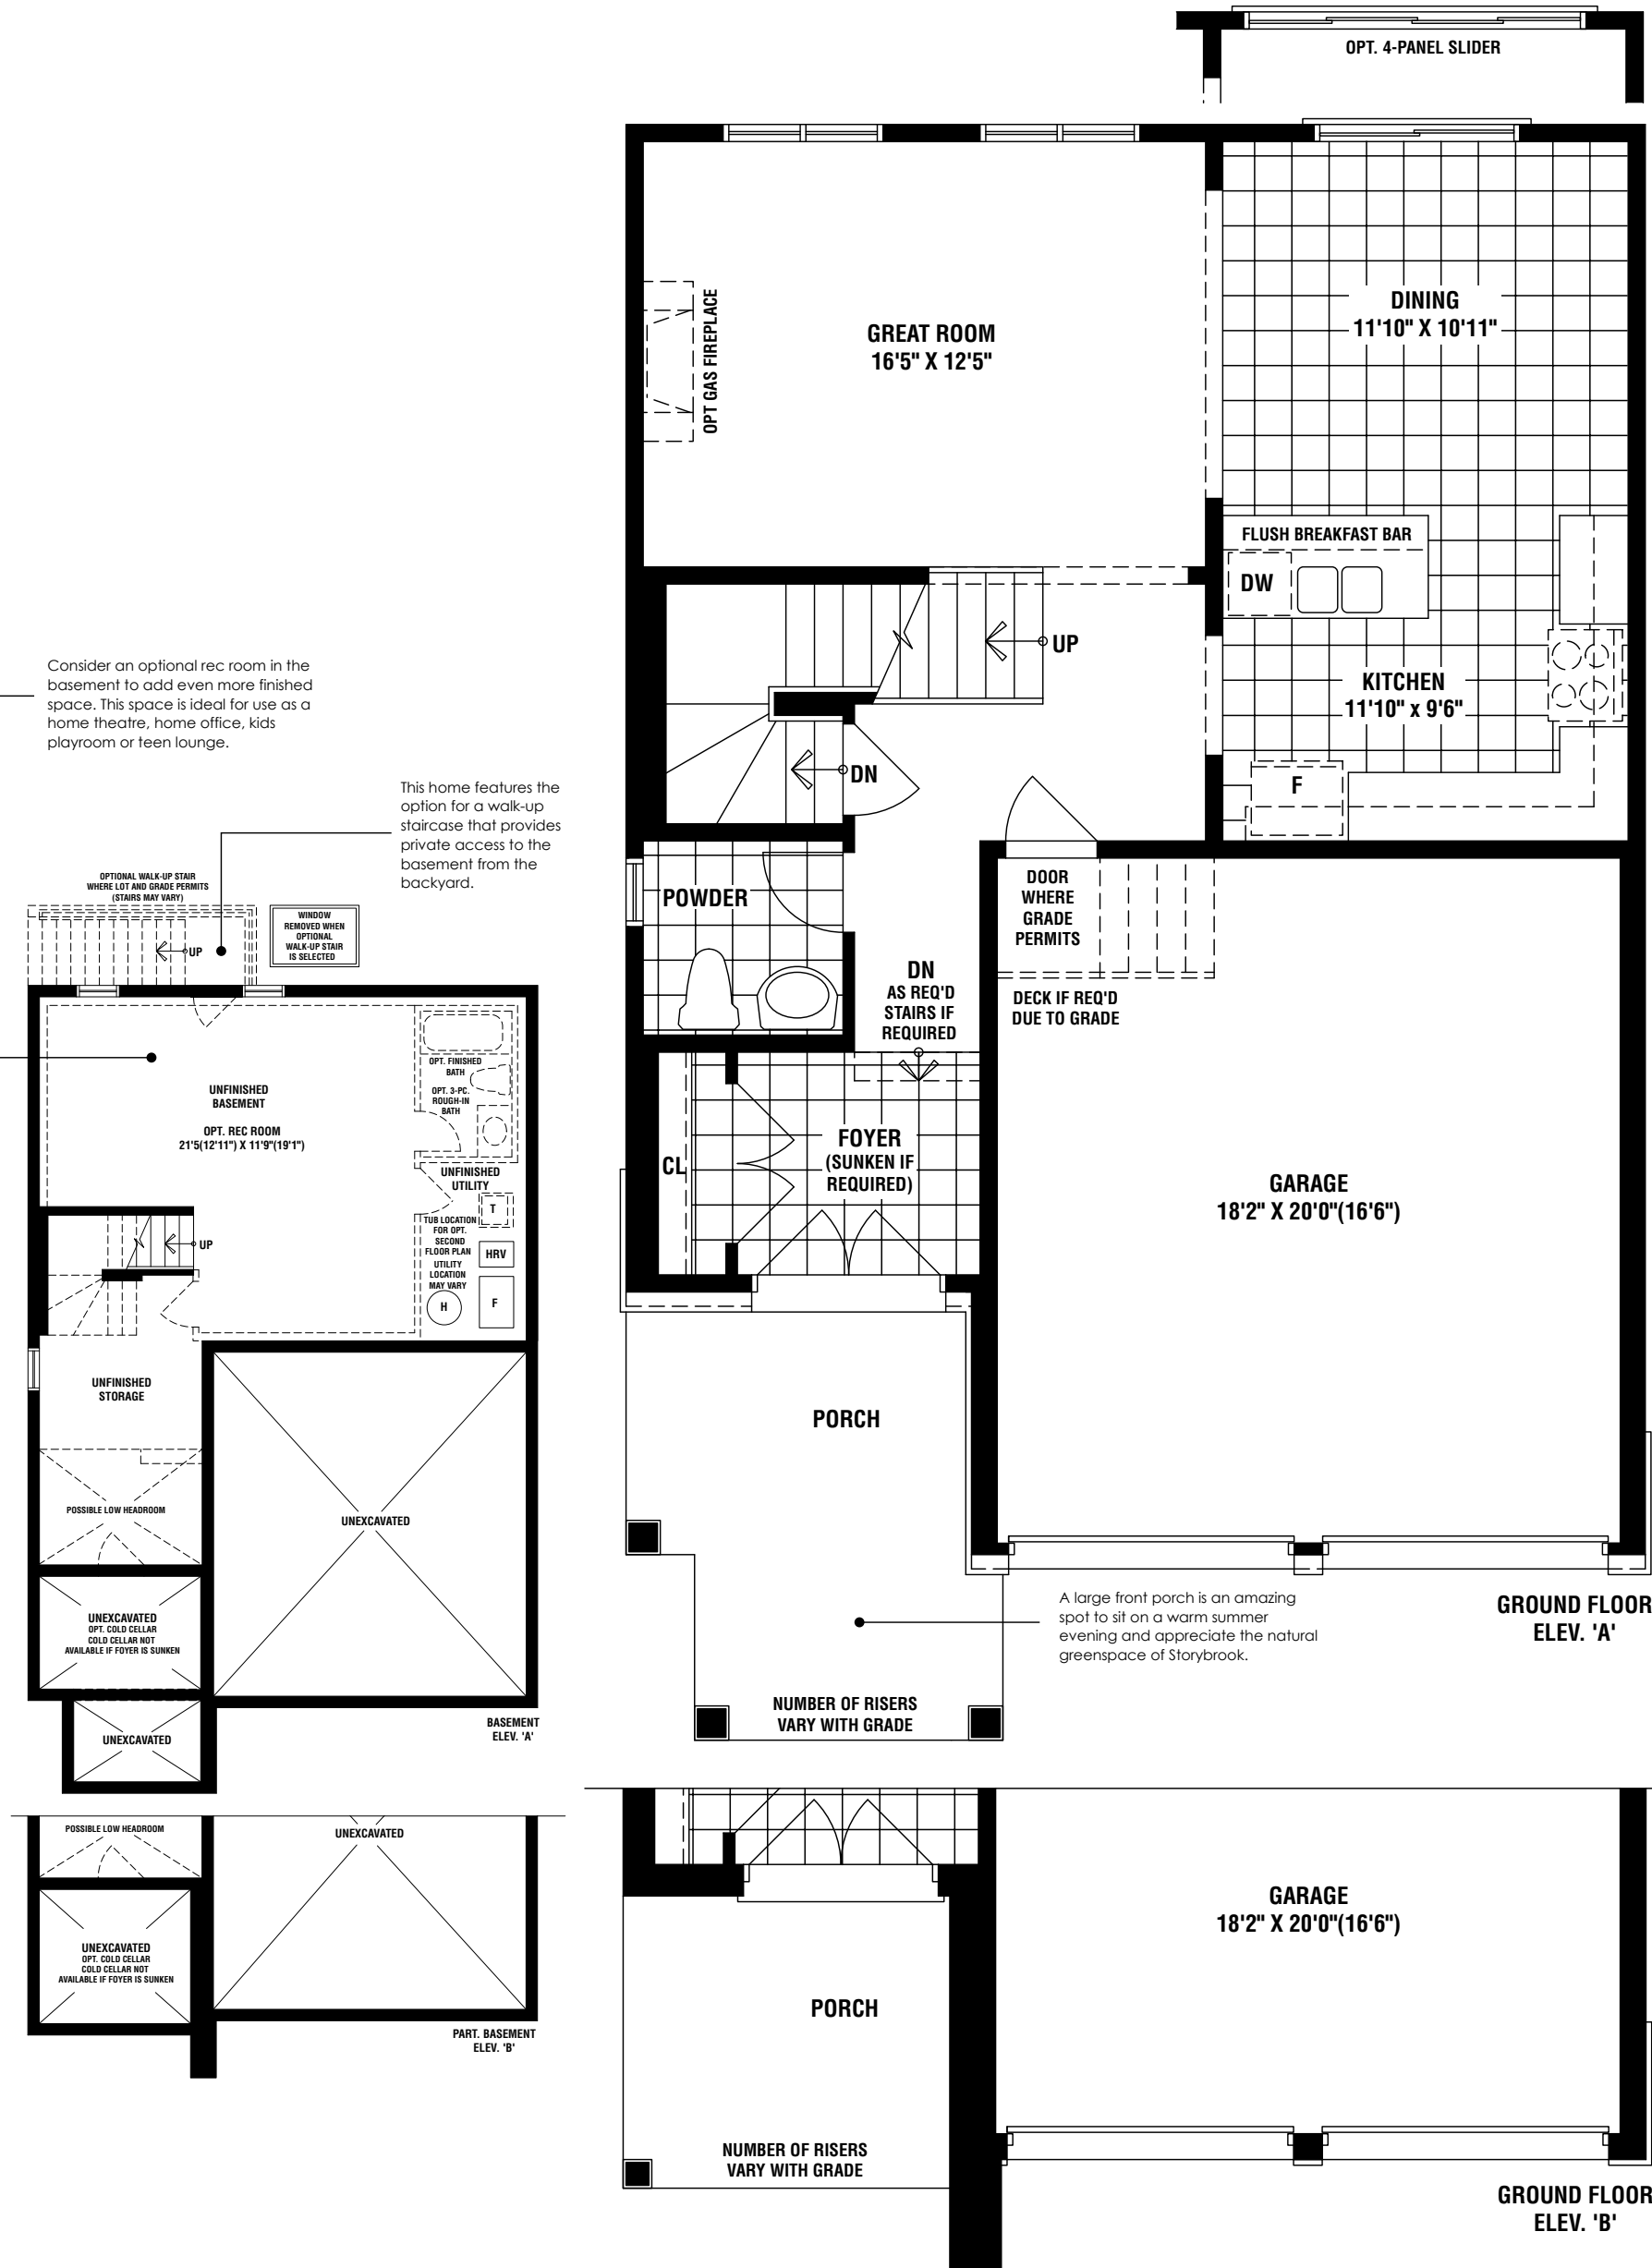 OPT. 4-PANEL SLIDER
GREAT ROOM
16'5" X 12'5"
OPT GAS FIREPLACE
DINING
11'10" X 10'11"
FLUSH BREAKFAST BAR
DW
UP
KITCHEN
11'10" x 9'6"
F
DN
POWDER
DOOR
WHERE
GRADE
PERMITS
DN
AS REQ'D
STAIRS IF
REQUIRED
DECK IF REQ'D
DUE TO GRADE
CL
FOYER
(SUNKEN IF
REQUIRED)
GARAGE
18'2" X 20'0"(16'6")
PORCH
A large front porch is an amazing
spot to sit on a warm summer
evening and appreciate the natural
greenspace of Storybrook.
NUMBER OF RISERS
VARY WITH GRADE
GROUND FLOOR
ELEV. 'A'
GARAGE
18'2" X 20'0"(16'6")
PORCH
NUMBER OF RISERS
VARY WITH GRADE
GROUND FLOOR
ELEV. 'B'
Consider an optional rec room in the
basement to add even more finished
space. This space is ideal for use as a
home theatre, home office, kids
playroom or teen lounge.
This home features the
option for a walk-up
staircase that provides
private access to the
basement from the
backyard.
OPTIONAL WALK-UP STAIR
WHERE LOT AND GRADE PERMITS
(STAIRS MAY VARY)
WINDOW
REMOVED WHEN
OPTIONAL
WALK-UP STAIR
IS SELECTED
UP
UNFINISHED
BASEMENT
OPT. REC ROOM
21'5(12'11") X 11'9"(19'1")
OPT. FINISHED
BATH
OPT. 3-PC.
ROUGH-IN
BATH
UNFINISHED
UTILITY
T
TUB LOCATION
FOR OPT.
SECOND
FLOOR PLAN
UTILITY
LOCATION
MAY VARY
HRV
H
F
UP
UNFINISHED
STORAGE
POSSIBLE LOW HEADROOM
UNEXCAVATED
UNEXCAVATED
OPT. COLD CELLAR
COLD CELLAR NOT
AVAILABLE IF FOYER IS SUNKEN
UNEXCAVATED
BASEMENT
ELEV. 'A'
POSSIBLE LOW HEADROOM
UNEXCAVATED
UNEXCAVATED
OPT. COLD CELLAR
COLD CELLAR NOT
AVAILABLE IF FOYER IS SUNKEN
PART. BASEMENT
ELEV. 'B'